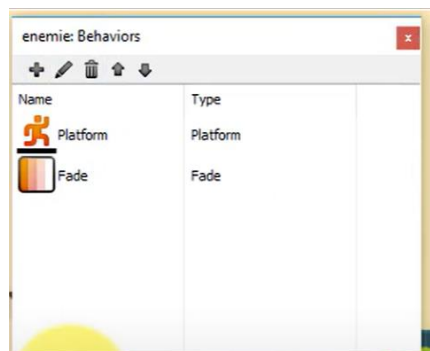 enemie: Behaviors
Name Type
Platform Platform
Fade Fade